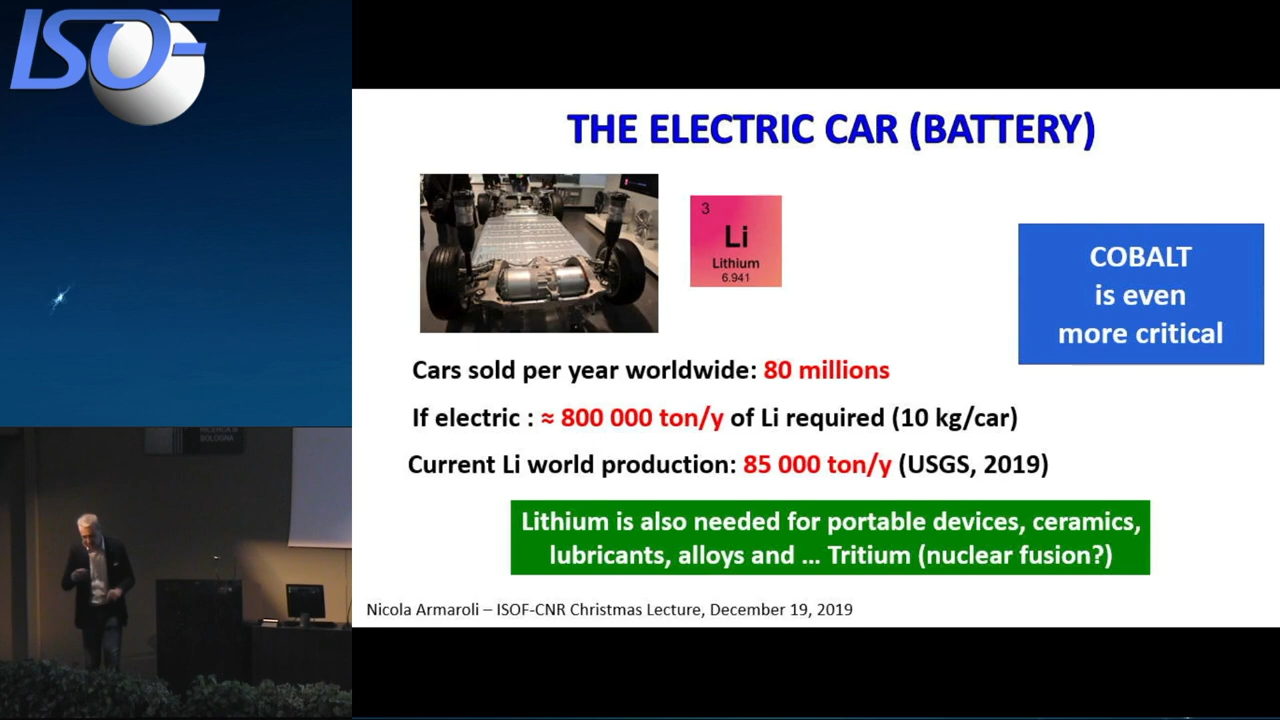 ISOF
THE ELECTRIC CAR (BATTERY)
3
Li
Lithium
6.941
COBALT
is even
more critical
Cars sold per year worldwide: 80 millions
If electric : ≈ 800 000 ton/y of Li required (10 kg/car)
Current Li world production: 85 000 ton/y (USGS, 2019)
Lithium is also needed for portable devices, ceramics,
lubricants, alloys and ... Tritium (nuclear fusion?)
Nicola Armaroli – ISOF-CNR Christmas Lecture, December 19, 2019
BOLOGNA